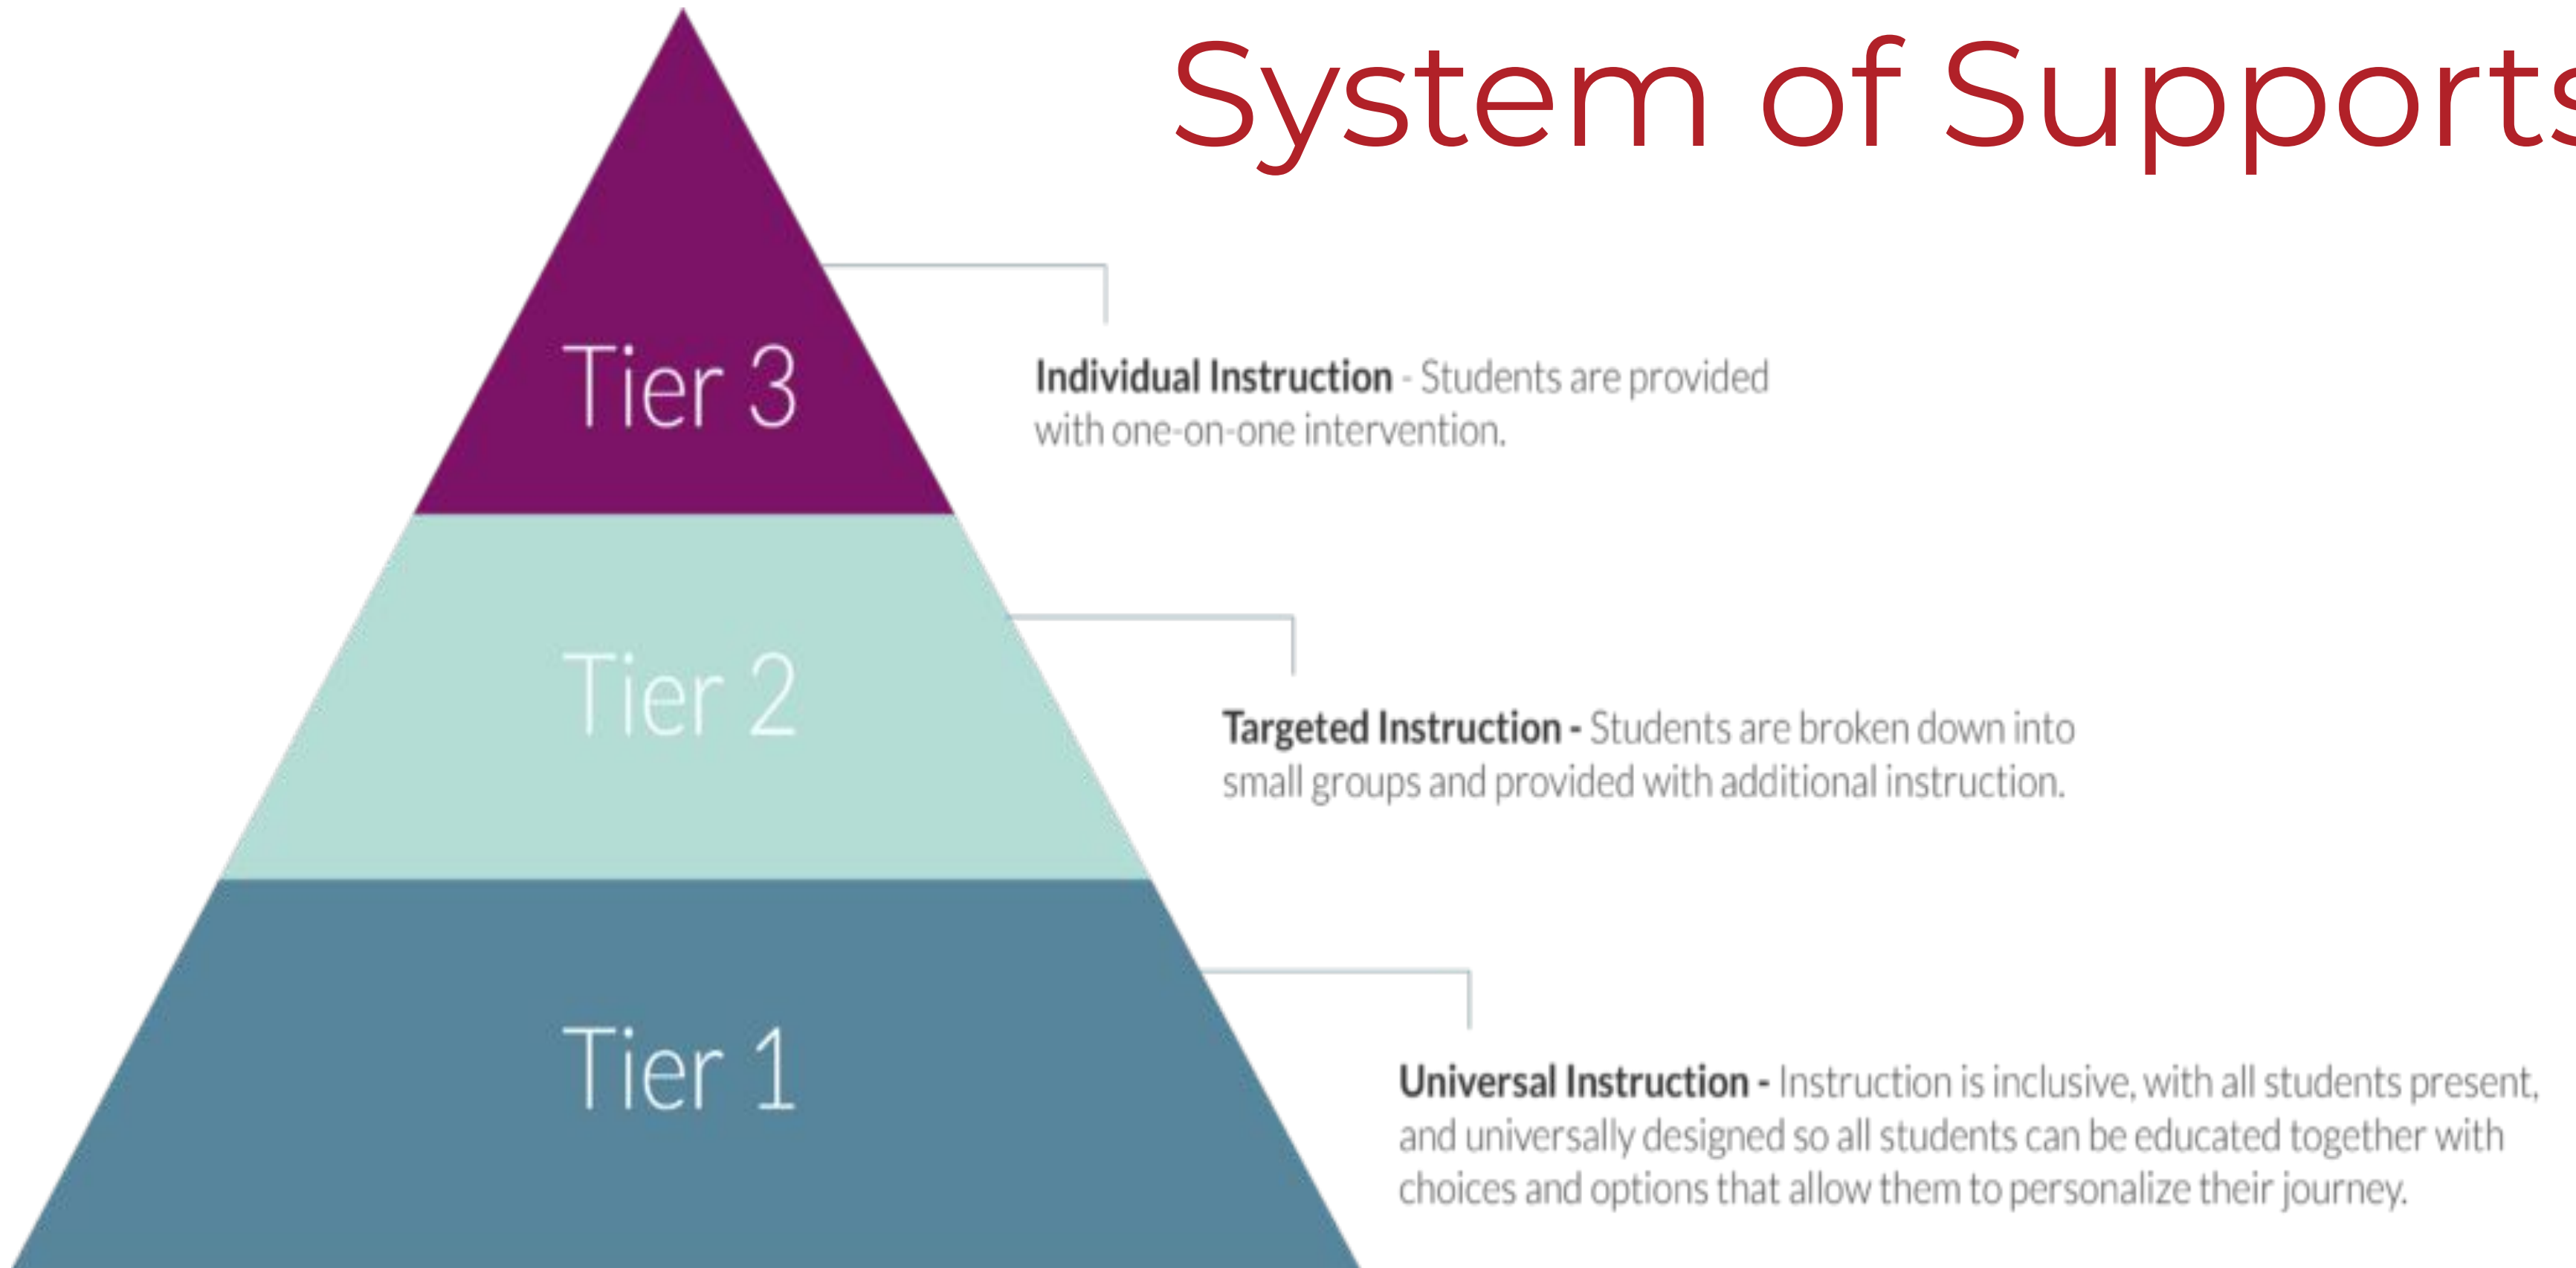 System of Supports
Tier 3
Individual Instruction - Students are provided
with one-on-one intervention.
Tier 2
Targeted Instruction - Students are broken down into
small groups and provided with additional instruction.
Tier 1
Universal Instruction - Instruction is inclusive, with all students present,
and universally designed so all students can be educated together with
choices and options that allow them to personalize their journey.